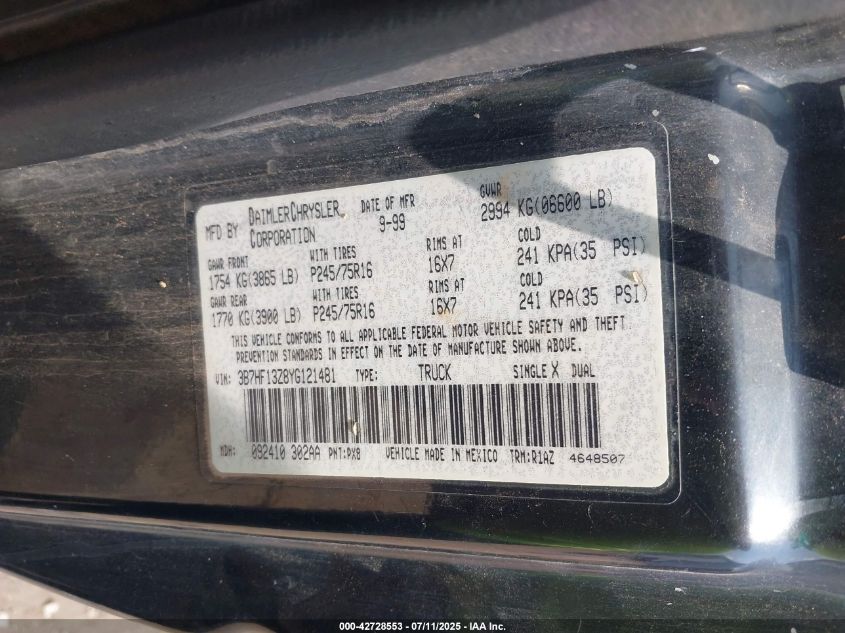 MFD BY DAIMLERCHRYSLER CORPORATION DATE OF MFR 9-99 GVWR 2994 KG(06600 LB)
GAWR FRONT WITH TIRES RIMS AT COLD
1754 KG(3865 LB) P245/75R16 16X7 241 KPA(35 PSI)
GAWR REAR WITH TIRES RIMS AT COLD
1770 KG(3900 LB) P245/75R16 16X7 241 KPA(35 PSI)
THIS VEHICLE CONFORMS TO ALL APPLICABLE FEDERAL MOTOR VEHICLE SAFETY AND THEFT
PREVENTION STANDARDS IN EFFECT ON THE DATE OF MANUFACTURE SHOWN ABOVE.
VIN: 3B7HF13Z8YG121481 TYPE: TRUCK SINGLE X DUAL
MDH: 092410 302AA PNT:PX8 VEHICLE MADE IN MEXICO TRM:R1AZ 4648507
000-42728553 - 07/11/2025 - IAA Inc.